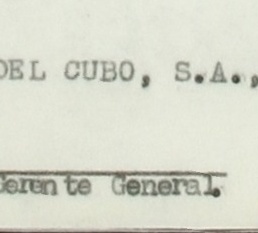 DEL CUBO, S.A.,
Gerente General.